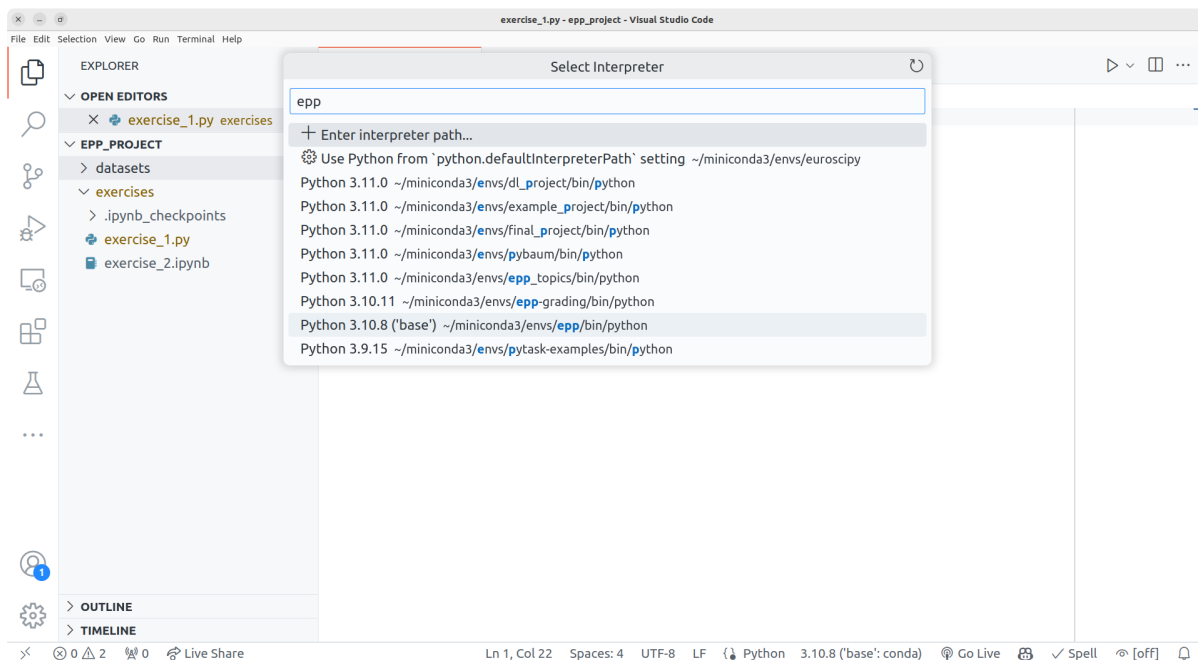 exercise_1.py - epp_project - Visual Studio Code
File Edit Selection View Go Run Terminal Help
EXPLORER
OPEN EDITORS
exercise_1.py exercises
EPP_PROJECT
datasets
exercises
.ipynb_checkpoints
exercise_1.py
exercise_2.ipynb
OUTLINE
TIMELINE
Select Interpreter
epp
Enter interpreter path...
Use Python from `python.defaultInterpreterPath` setting ~/miniconda3/envs/euroscipy
Python 3.11.0 ~/miniconda3/envs/dl_project/bin/python
Python 3.11.0 ~/miniconda3/envs/example_project/bin/python
Python 3.11.0 ~/miniconda3/envs/final_project/bin/python
Python 3.11.0 ~/miniconda3/envs/pybaum/bin/python
Python 3.11.0 ~/miniconda3/envs/epp_topics/bin/python
Python 3.10.11 ~/miniconda3/envs/epp-grading/bin/python
Python 3.10.8 ('base') ~/miniconda3/envs/epp/bin/python
Python 3.9.15 ~/miniconda3/envs/pytask-examples/bin/python
1
0 2 0 Live Share Ln 1, Col 22 Spaces: 4 UTF-8 LF Python 3.10.8 ('base': conda) Go Live Spell [off]